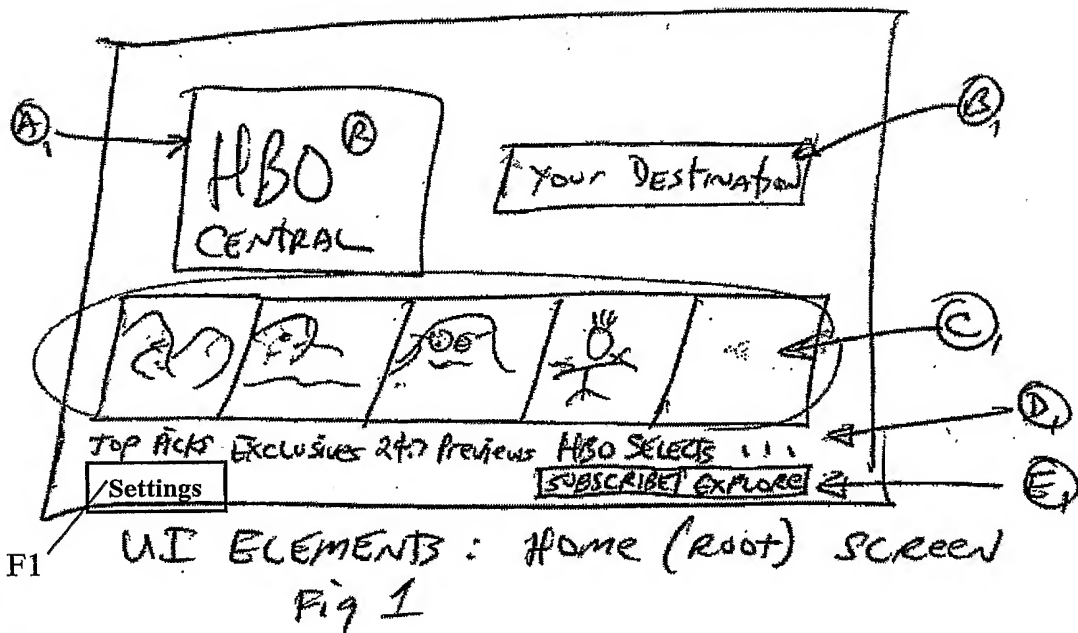 A1
HBO®
CENTRAL
B1
YOUR DESTINATION
C1
D1
TOP PICKS EXCLUSIVES 24-7 Previews HBO SELECTS ...
Settings
SUBSCRIBE EXPLORE
E1
F1
UI ELEMENTS: HOME (ROOT) SCREEN
Fig 1